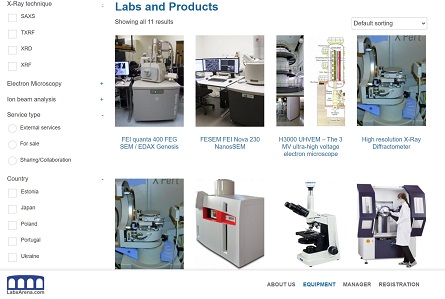 X-Ray technique -
SAXS
TXRF
XRD
XRF
Electron Microscopy +
Ion beam analysis +
Service type -
External services
For sale
Sharing/Collaboration
Country -
Estonia
Japan
Poland
Portugal
Ukraine
Labs and Products
Showing all 11 results
Default sorting
FEI quanta 400 FEG
SEM / EDAX Genesis
FESEM FEI Nova 230
NanoSEM
H3000 UHVEM – The 3
MV ultra-high voltage
electron microscope
High resolution X-Ray
Diffractometer
X'Pert
X'Pert
LabsArena.com
ABOUT US EQUIPMENT MANAGER REGISTRATION